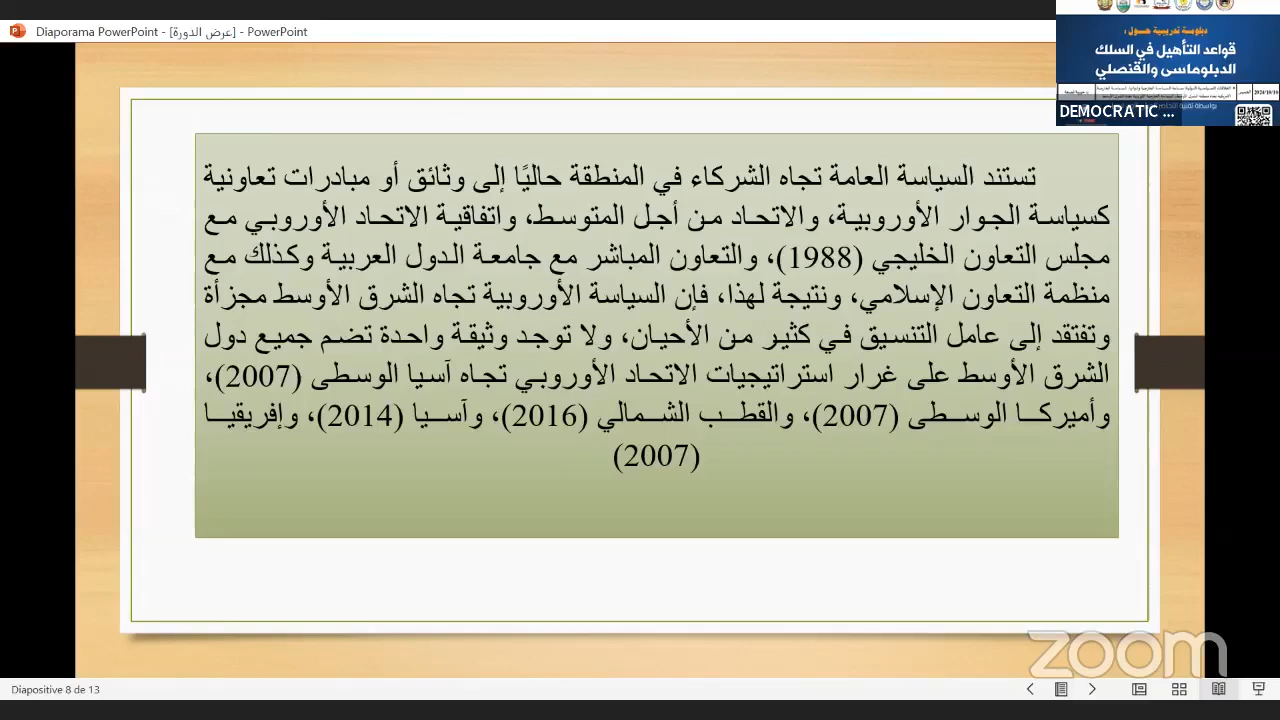 Diaporama PowerPoint - [عرض الدورة] - PowerPoint
دبلومة تدريبية حول :
قواعد التأهيل في السلك
الدبلوماسي والقنصلي
DEMOCRATIC ...
تستند السياسة العامة تجاه الشركاء في المنطقة حاليًا إلى وثائق أو مبادرات تعاونية
كسياسة الجوار الأوروبية، والاتحاد من أجل المتوسط، واتفاقية الاتحاد الأوروبي مع
مجلس التعاون الخليجي (1988)، والتعاون المباشر مع جامعة الدول العربية وكذلك مع
منظمة التعاون الإسلامي، ونتيجة لهذا، فإن السياسة الأوروبية تجاه الشرق الأوسط مجزأة
وتفتقد إلى عامل التنسيق في كثير من الأحيان، ولا توجد وثيقة واحدة تضم جميع دول
الشرق الأوسط على غرار استراتيجيات الاتحاد الأوروبي تجاه آسيا الوسطى (2007)،
وأميركا الوسطى (2007)، والقطب الشمالي (2016)، وآسيا (2014)، وإفريقيا
(2007)
zoom
Diapositive 8 de 13